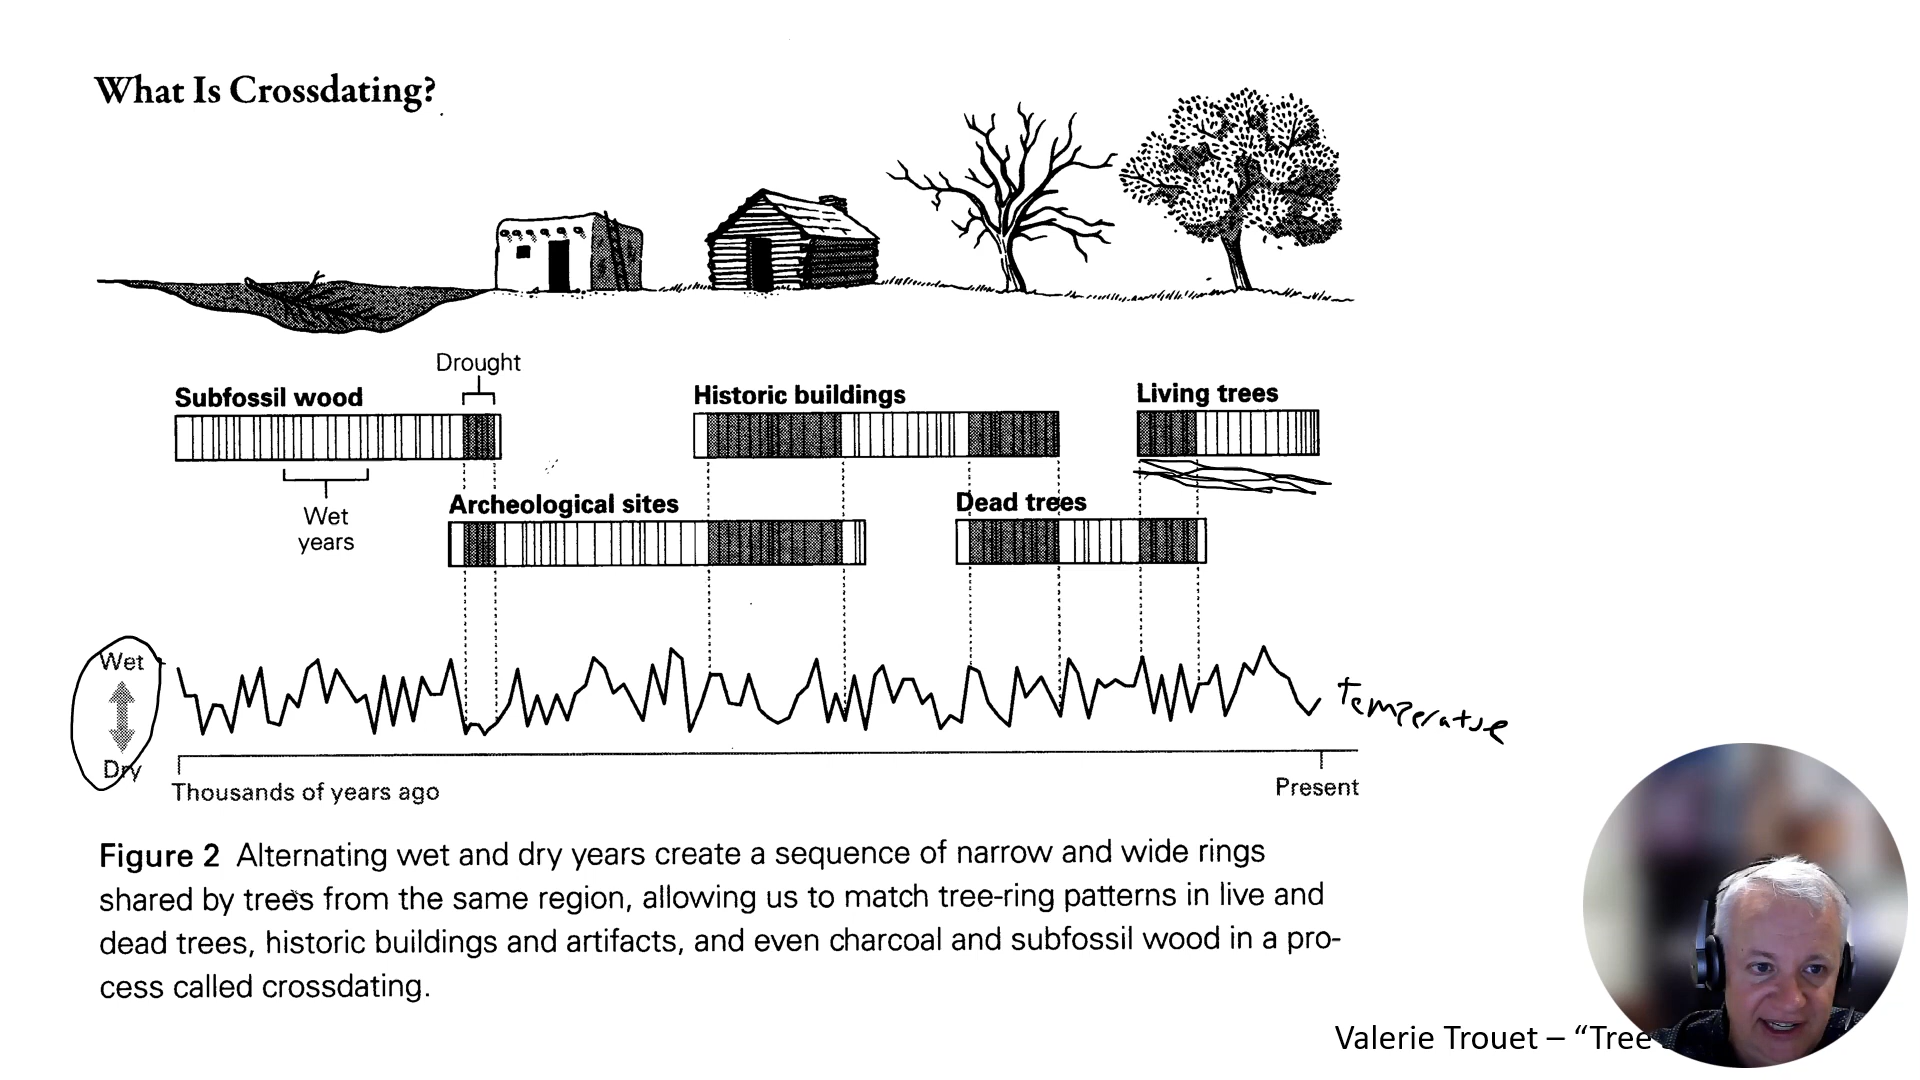 What Is Crossdating?
Drought
Subfossil wood
Historic buildings
Living trees
Wet
years
Archeological sites
Dead trees
Wet
Dry
Temperature
Thousands of years ago
Present
Figure 2 Alternating wet and dry years create a sequence of narrow and wide rings
shared by trees from the same region, allowing us to match tree-ring patterns in live and
dead trees, historic buildings and artifacts, and even charcoal and subfossil wood in a pro-
cess called crossdating.
Valerie Trouet – “Tree